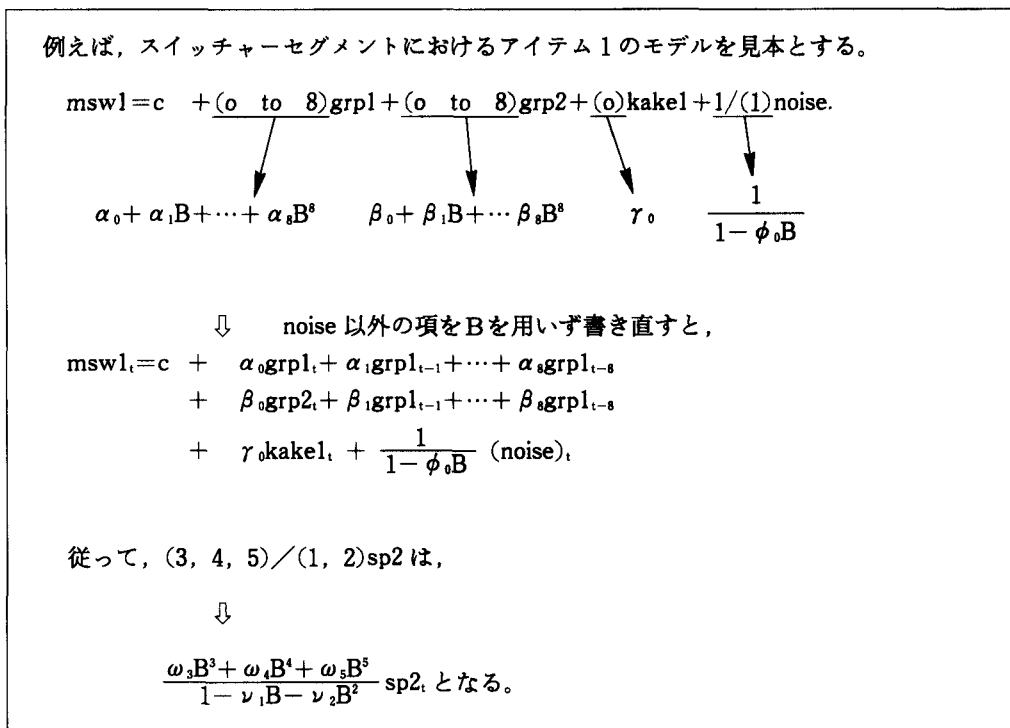 例えば，スイッチャーセグメントにおけるアイテム1のモデルを見本とする。
msw1=c +(o to 8)grp1+(o to 8)grp2+(o)kake1+1/(1)noise.
α₀+α₁B+⋯+α₈B⁸ β₀+β₁B+⋯β₈B⁸ γ₀ 1/(1−φ₀B)
⇩ noise 以外の項をBを用いず書き直すと，
msw1ₜ=c + α₀grp1ₜ+α₁grp1ₜ₋₁+⋯+α₈grp1ₜ₋₈
+ β₀grp2ₜ+β₁grp1ₜ₋₁+⋯+β₈grp1ₜ₋₈
+ γ₀kake1ₜ + 1/(1−φ₀B) (noise)ₜ
従って，(3，4，5)／(1，2)sp2 は，
⇩
(ω₃B³+ω₄B⁴+ω₅B⁵)/(1−ν₁B−ν₂B²) sp2ₜ となる。